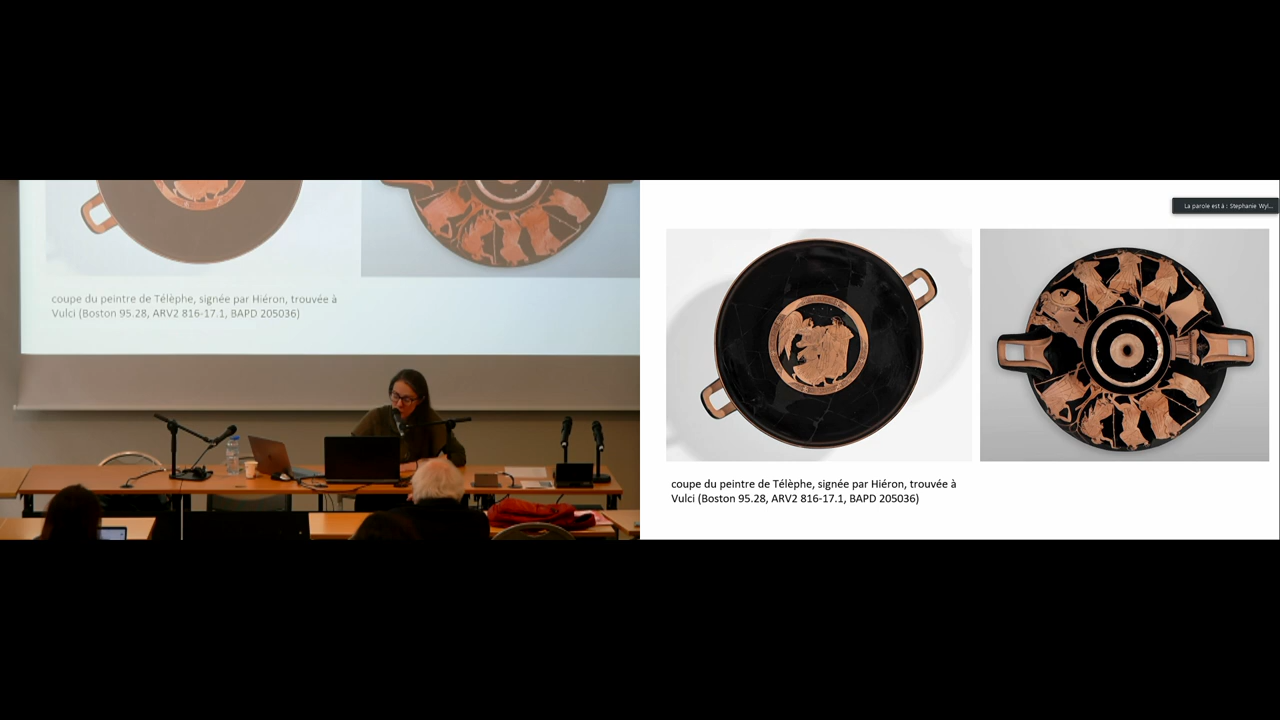 coupe du peintre de Télèphe, signée par Hiéron, trouvée à
Vulci (Boston 95.28, ARV2 816-17.1, BAPD 205036)
La parole est à : Stephanie Wyl...
coupe du peintre de Télèphe, signée par Hiéron, trouvée à
Vulci (Boston 95.28, ARV2 816-17.1, BAPD 205036)